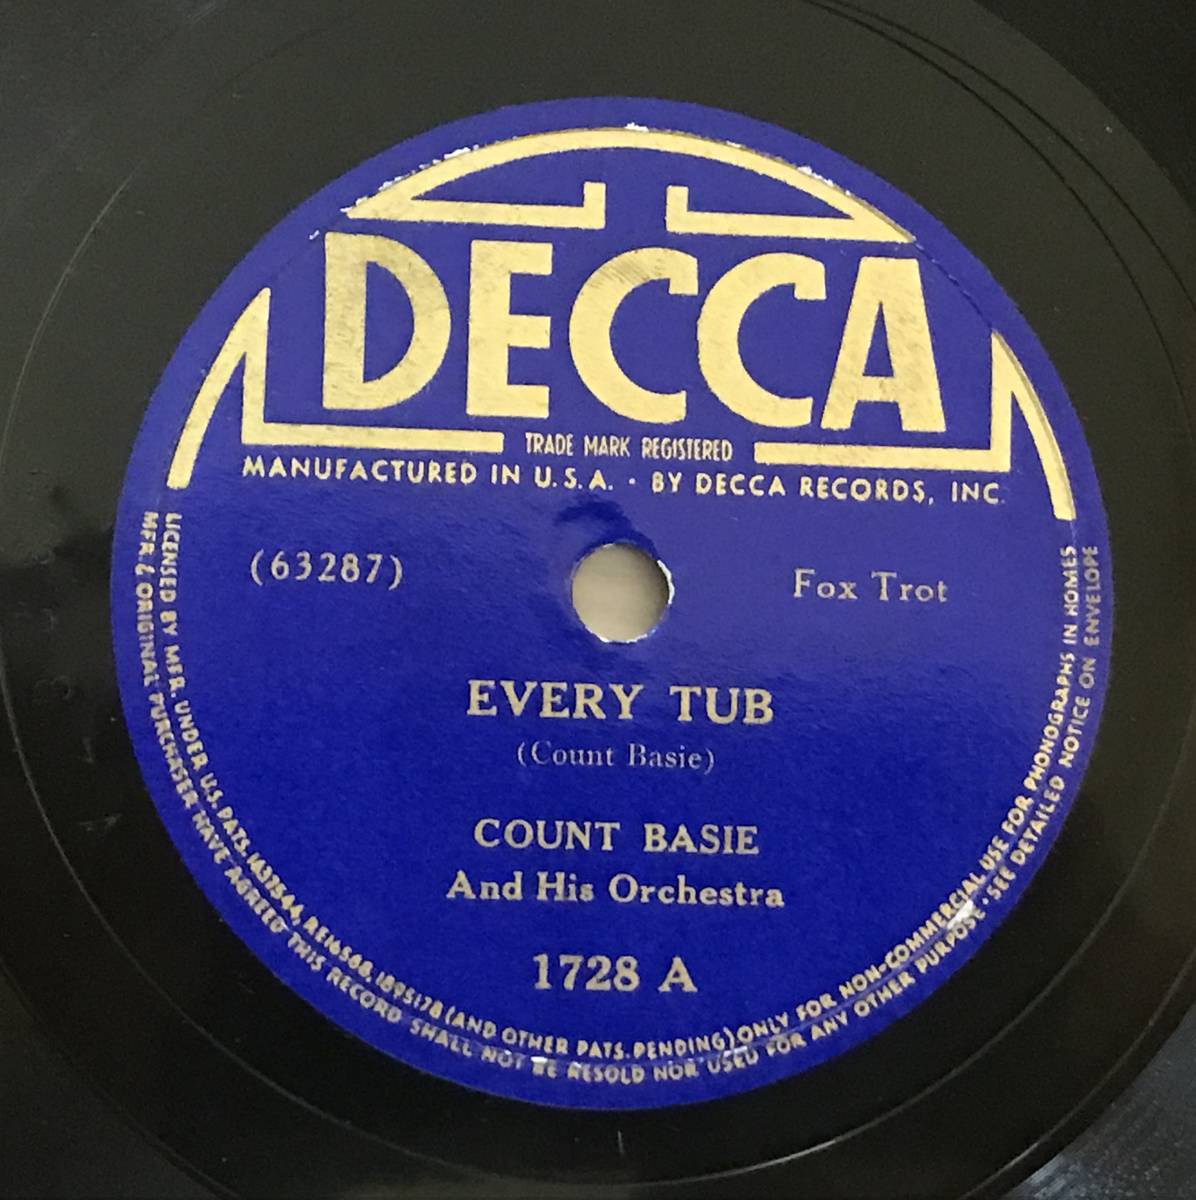 DECCA
TRADE MARK REGISTERED
MANUFACTURED IN U.S.A. · BY DECCA RECORDS, INC.
(63287)
Fox Trot
EVERY TUB
(Count Basie)
COUNT BASIE
And His Orchestra
1728 A
LICENSED BY MFR. UNDER U.S. PATS. 1637544, RE16588, 1895178 (AND OTHER PATS. PENDING) ONLY FOR NON-COMMERCIAL USE FOR PHONOGRAPHS IN HOMES
MFR. & ORIGINAL PURCHASER HAVE AGREED THIS RECORD SHALL NOT BE RESOLD NOR USED FOR ANY OTHER PURPOSE · SEE DETAILED NOTICE ON ENVELOPE